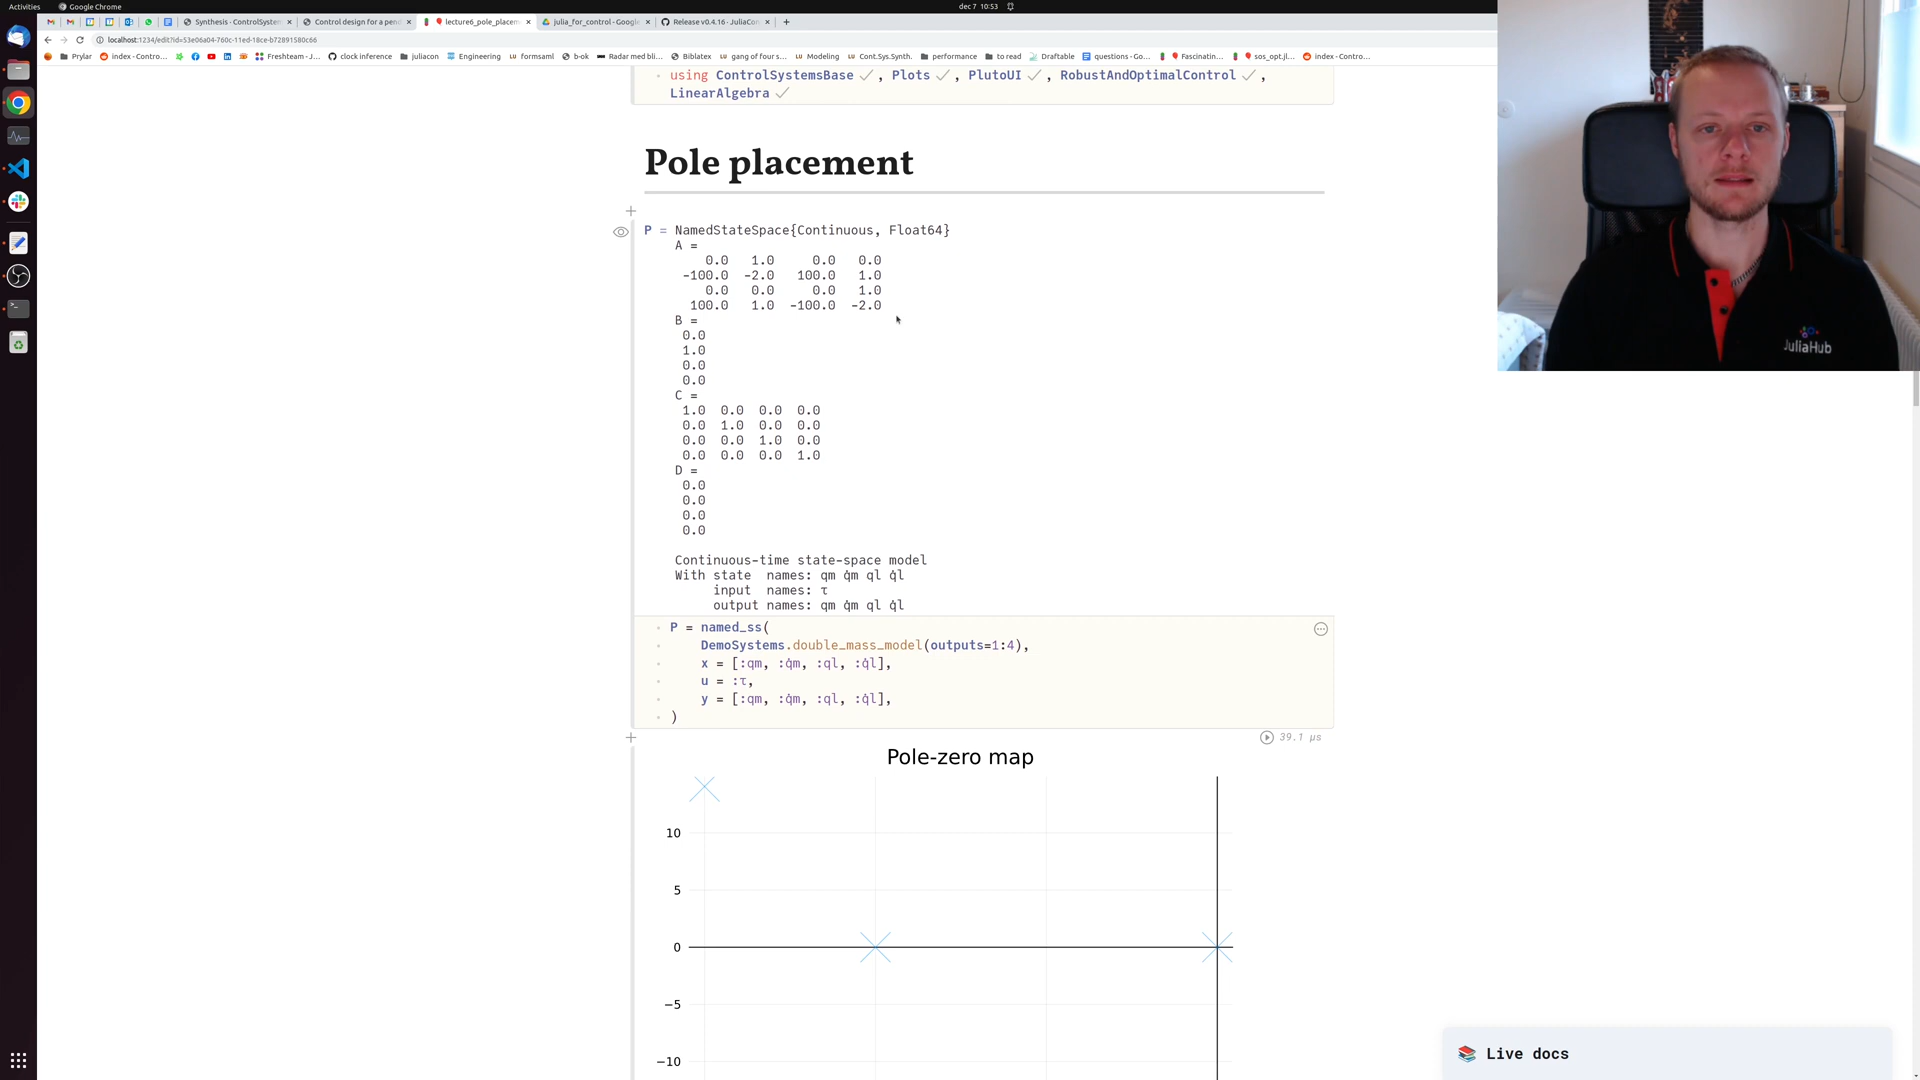 Activities
Google Chrome
dec 7 10:53
Synthesis · ControlSystem
Control design for a pend
lecture6_pole_placem
julia_for_control - Google
Release v0.4.16 · JuliaCon
localhost:1234/edit?id=53e06a04-760c-11ed-18ce-b72891580c66
Prylar
index - Contro...
Freshteam - J...
clock inference
juliacon
Engineering
formsaml
b-ok
Radar med bli...
Biblatex
gang of four s...
Modeling
Cont.Sys.Synth.
performance
to read
Draftable
questions - Go...
Fascinatin...
sos_opt.jl...
index - Contro...
using ControlSystemsBase ✓ , Plots ✓ , PlutoUI ✓ , RobustAndOptimalControl ✓ ,
LinearAlgebra ✓
Pole placement
P = NamedStateSpace{Continuous, Float64}
A =
0.0 1.0 0.0 0.0
-100.0 -2.0 100.0 1.0
0.0 0.0 0.0 1.0
100.0 1.0 -100.0 -2.0
B =
0.0
1.0
0.0
0.0
C =
1.0 0.0 0.0 0.0
0.0 1.0 0.0 0.0
0.0 0.0 1.0 0.0
0.0 0.0 0.0 1.0
D =
0.0
0.0
0.0
0.0
Continuous-time state-space model
With state names: qm q̇m ql q̇l
input names: τ
output names: qm q̇m ql q̇l
P = named_ss(
DemoSystems.double_mass_model(outputs=1:4),
x = [:qm, :q̇m, :ql, :q̇l],
u = :τ,
y = [:qm, :q̇m, :ql, :q̇l],
)
39.1 μs
Pole-zero map
10
5
0
−5
−10
JuliaHub
Live docs